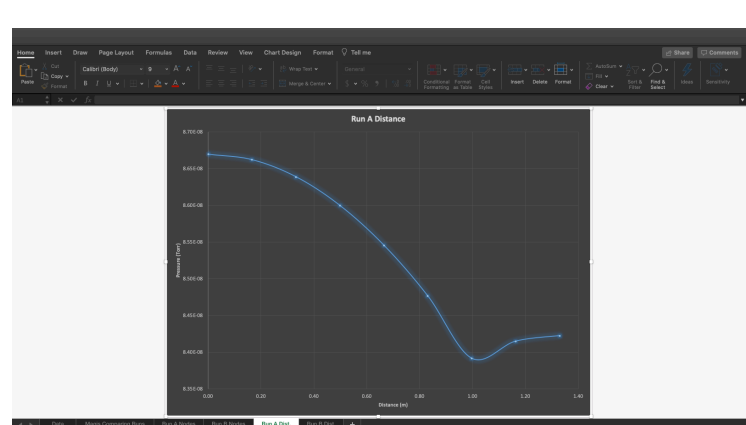 Home Insert Draw Page Layout Formulas Data Review View Chart Design Format Tell me Share Comments
Cut
Copy
Format
Paste
Calibri (Body) 9 A A
B I U A
Wrap Text
Merge & Center
General
$ %
Conditional Formatting
Format as Table
Cell Styles
Insert Delete Format
AutoSum
Fill
Clear
Sort & Filter
Find & Select
Ideas
Sensitivity
A1 fx
Run A Distance
8.70E-08
8.65E-08
8.60E-08
8.55E-08
8.50E-08
8.45E-08
8.40E-08
8.35E-08
Pressure (Torr)
0.00 0.20 0.40 0.60 0.80 1.00 1.20 1.40
Distance (m)
Data Run A Nodes Run B Nodes Run A Dist Run B Dist +